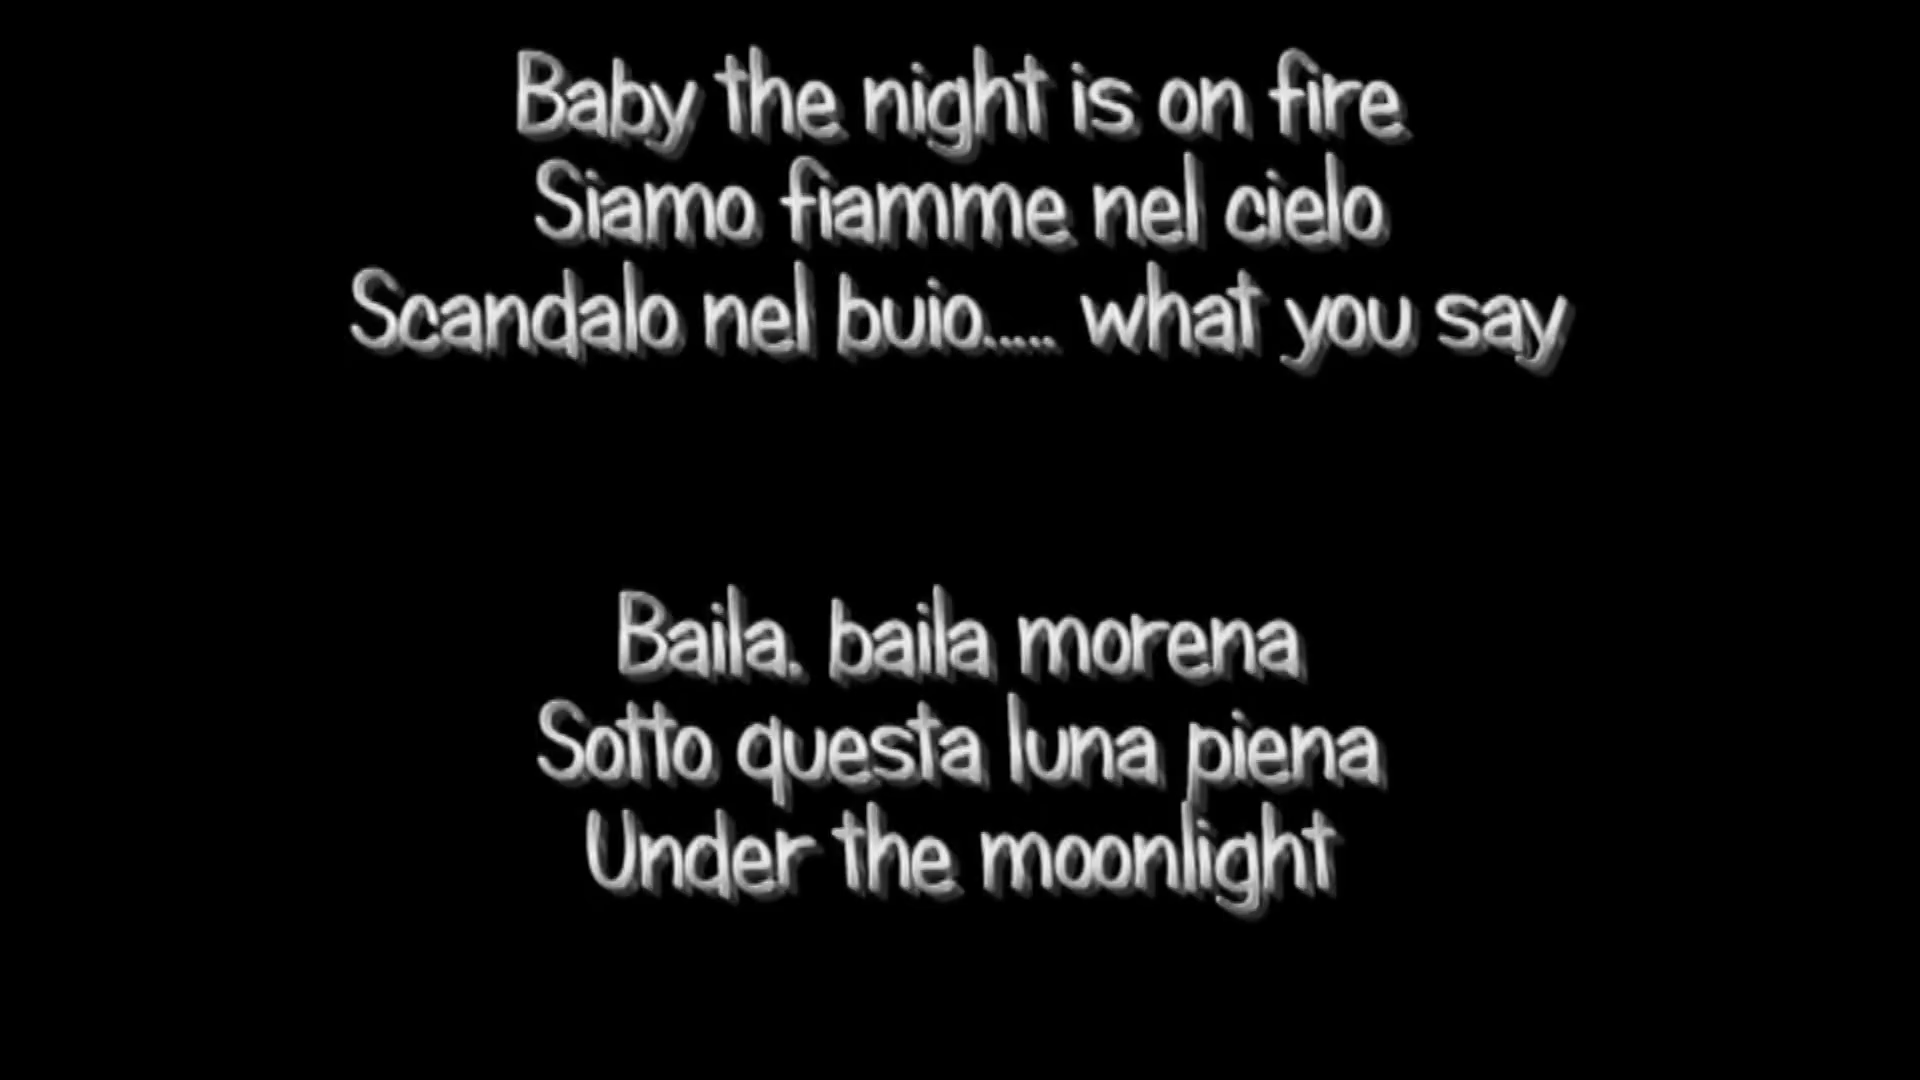 Baby the night is on fire
Siamo fiamme nel cielo
Scandalo nel buio..... what you say
Baila, baila morena
Sotto questa luna piena
Under the moonlight